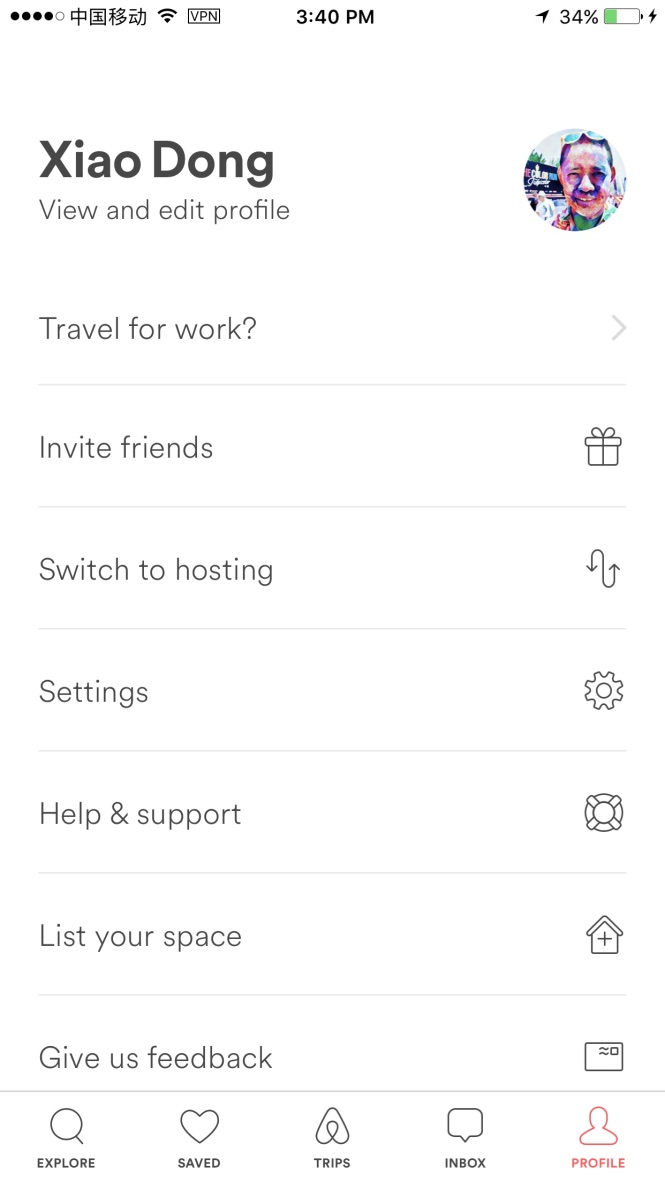 中国移动 VPN 3:40 PM 34%
Xiao Dong
View and edit profile
Travel for work?
Invite friends
Switch to hosting
Settings
Help & support
List your space
Give us feedback
EXPLORE SAVED TRIPS INBOX PROFILE